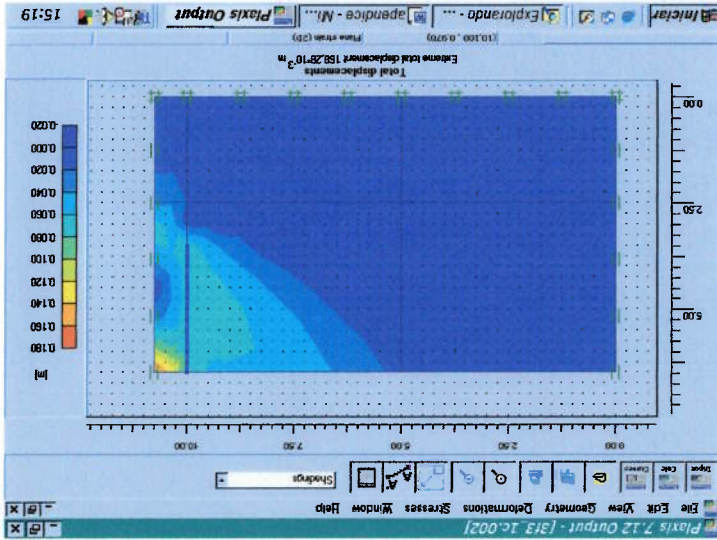 Plaxis 7.12 Output - [3f3_1c.002]
File Edit View Geometry Deformations Stresses Window Help
Input Calc Curves
Shadings
0.00 2.50 5.00 7.50 10.00
5.00
2.50
0.00
[m]
0.180
0.160
0.140
0.120
0.100
0.080
0.060
0.040
0.020
0.000
-0.020
Total displacements
Extreme total displacement 158,28*10-3 m
(10.100 , 0.970)
Plane strain (2D)
Iniciar
Explorando - ...
apendice - Mi...
Plaxis Output
15:19